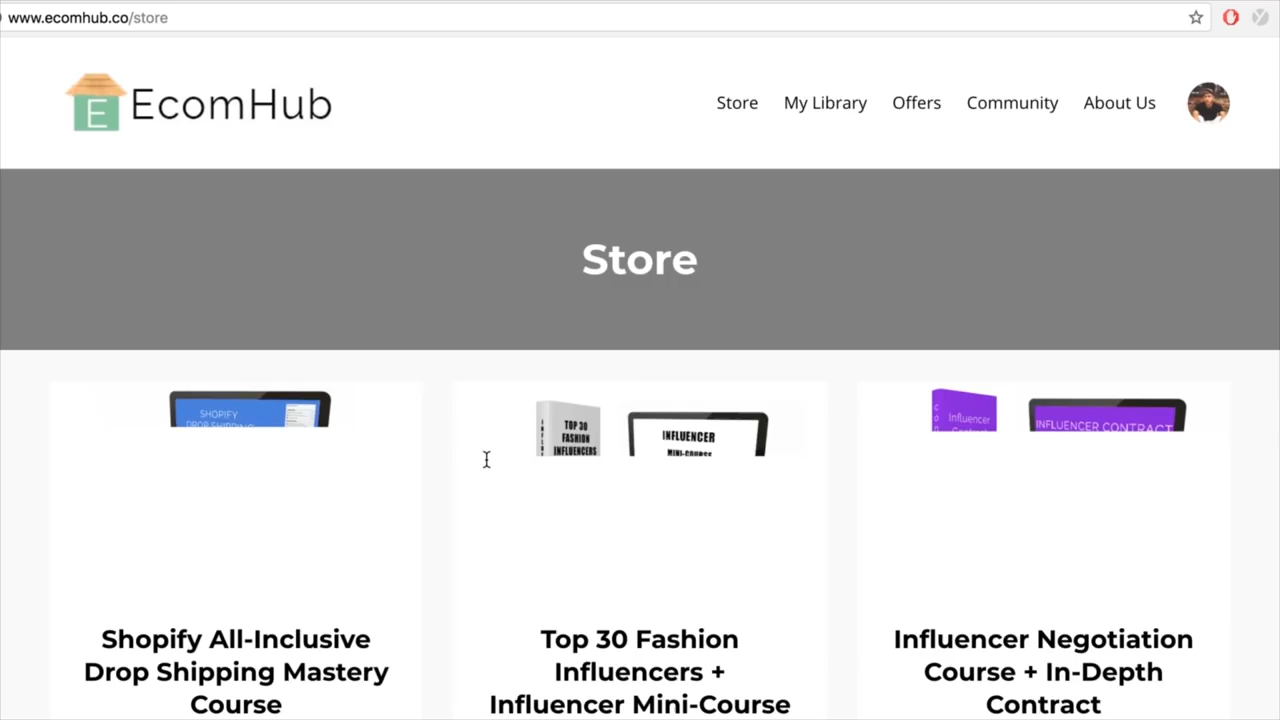 www.ecomhub.co/store
E EcomHub
Store My Library Offers Community About Us
Store
SHOPIFY
DROP SHIPPING
TOP 30
FASHION
INFLUENCERS
INFLUENCER
MINI-COURSE
Influencer
INFLUENCER CONTRACT
Shopify All-Inclusive
Drop Shipping Mastery
Course
Top 30 Fashion
Influencers +
Influencer Mini-Course
Influencer Negotiation
Course + In-Depth
Contract